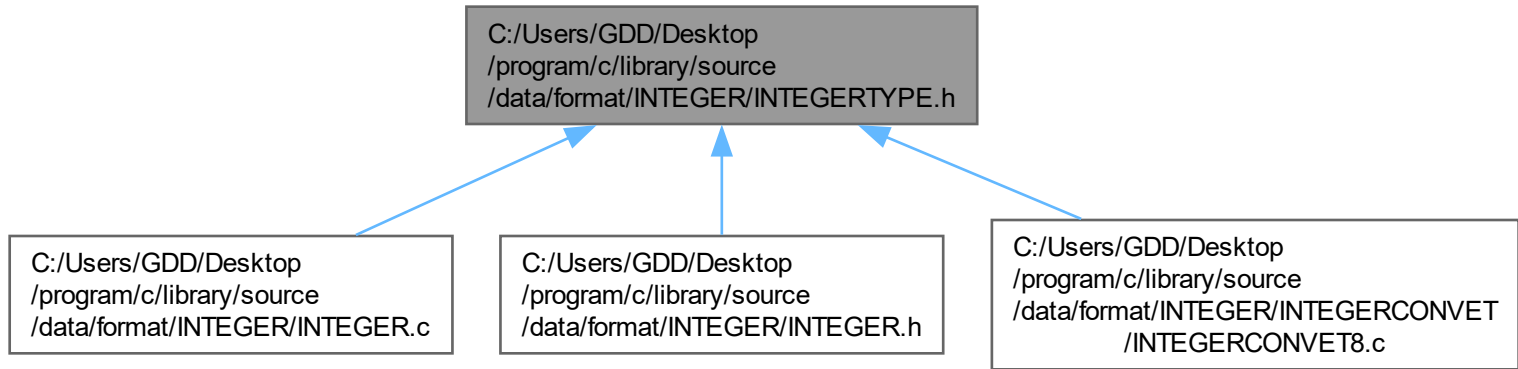 C:/Users/GDD/Desktop
/program/c/library/source
/data/format/INTEGER/INTEGERTYPE.h
C:/Users/GDD/Desktop
/program/c/library/source
/data/format/INTEGER/INTEGER.c
C:/Users/GDD/Desktop
/program/c/library/source
/data/format/INTEGER/INTEGER.h
C:/Users/GDD/Desktop
/program/c/library/source
/data/format/INTEGER/INTEGERCONVET
/INTEGERCONVET8.c